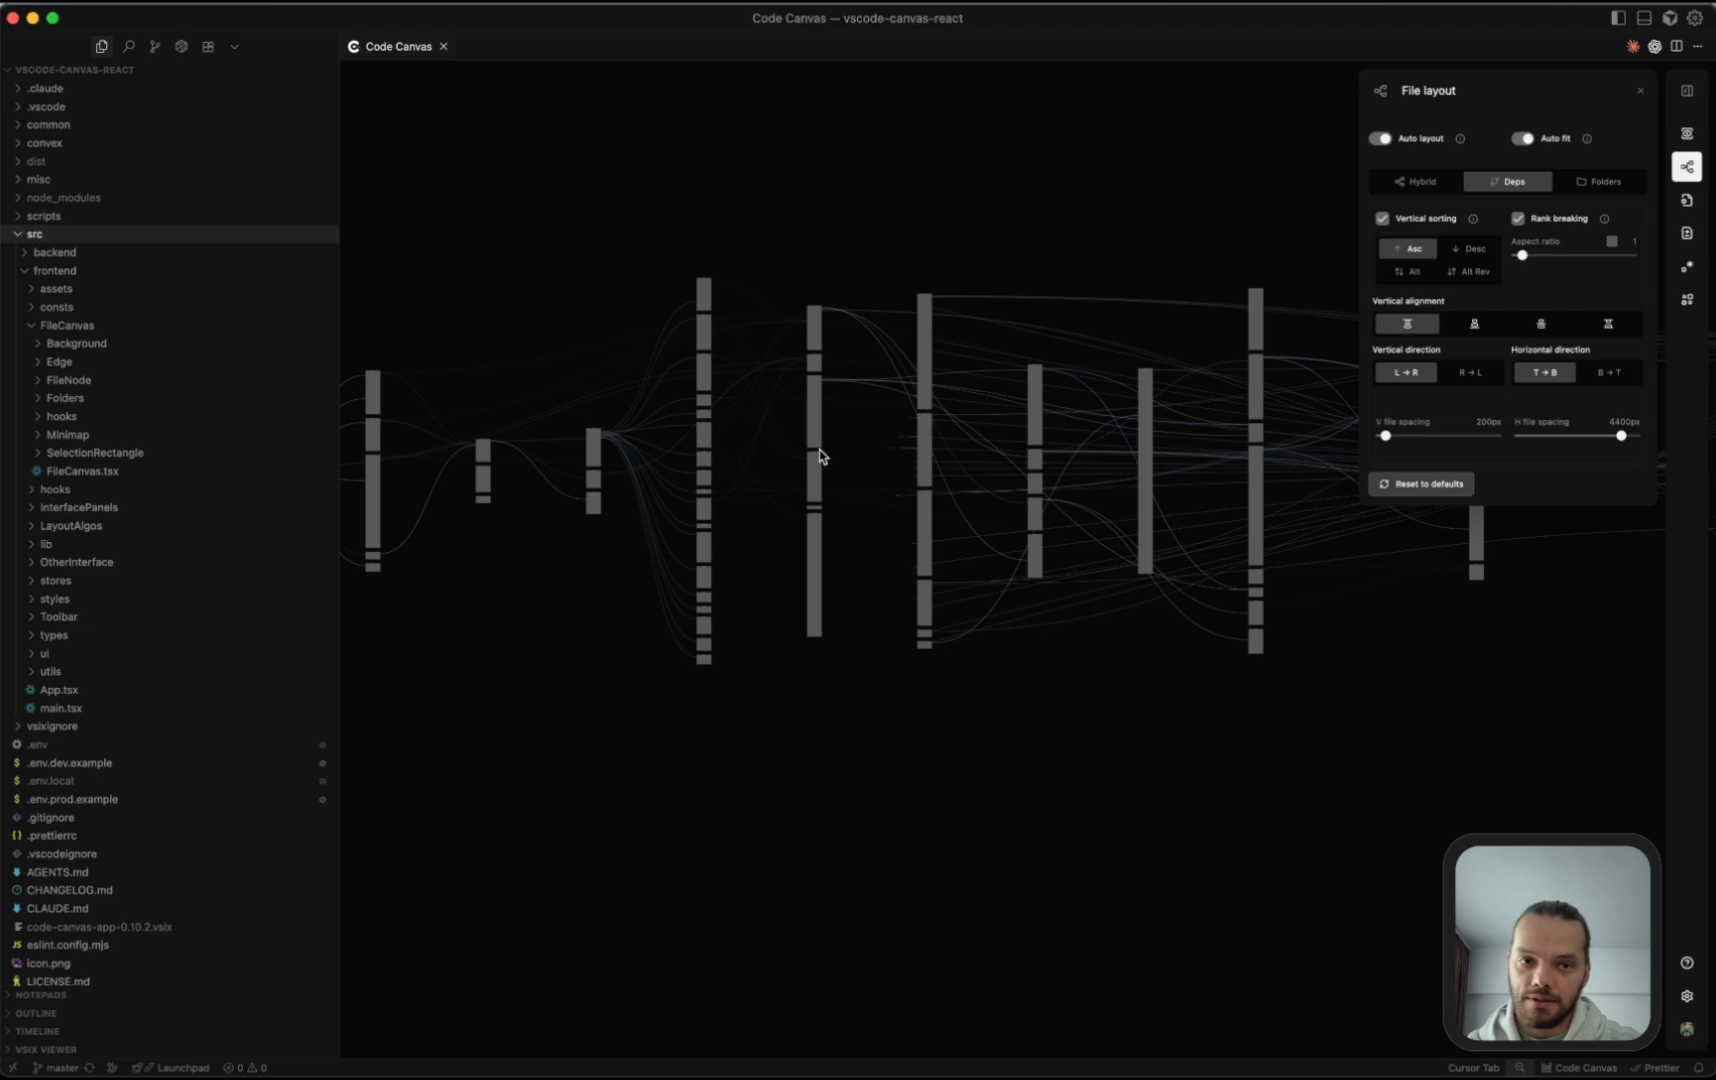 Code Canvas — vscode-canvas-react
Code Canvas
VSCODE-CANVAS-REACT
.claude
.vscode
common
convex
dist
misc
node_modules
scripts
src
backend
frontend
assets
consts
FileCanvas
Background
Edge
FileNode
Folders
hooks
Minimap
SelectionRectangle
FileCanvas.tsx
hooks
InterfacePanels
LayoutAlgos
lib
OtherInterface
stores
styles
Toolbar
types
ui
utils
App.tsx
main.tsx
vsixignore
.env
$ .env.dev.example
$ .env.local
$ .env.prod.example
.gitignore
{} .prettierrc
.vscodeignore
AGENTS.md
CHANGELOG.md
CLAUDE.md
code-canvas-app-0.10.2.vsix
JS eslint.config.mjs
icon.png
LICENSE.md
NOTEPADS
OUTLINE
TIMELINE
VSIX VIEWER
File layout
Auto layout Auto fit
Hybrid Deps Folders
Vertical sorting Rank breaking
Asc Desc Aspect ratio 1
Alt Alt Rev
Vertical alignment
Vertical direction Horizontal direction
L → R R → L T → B B → T
V file spacing 200px H file spacing 4400px
Reset to defaults
master Launchpad 0 0 Cursor Tab Code Canvas Prettier